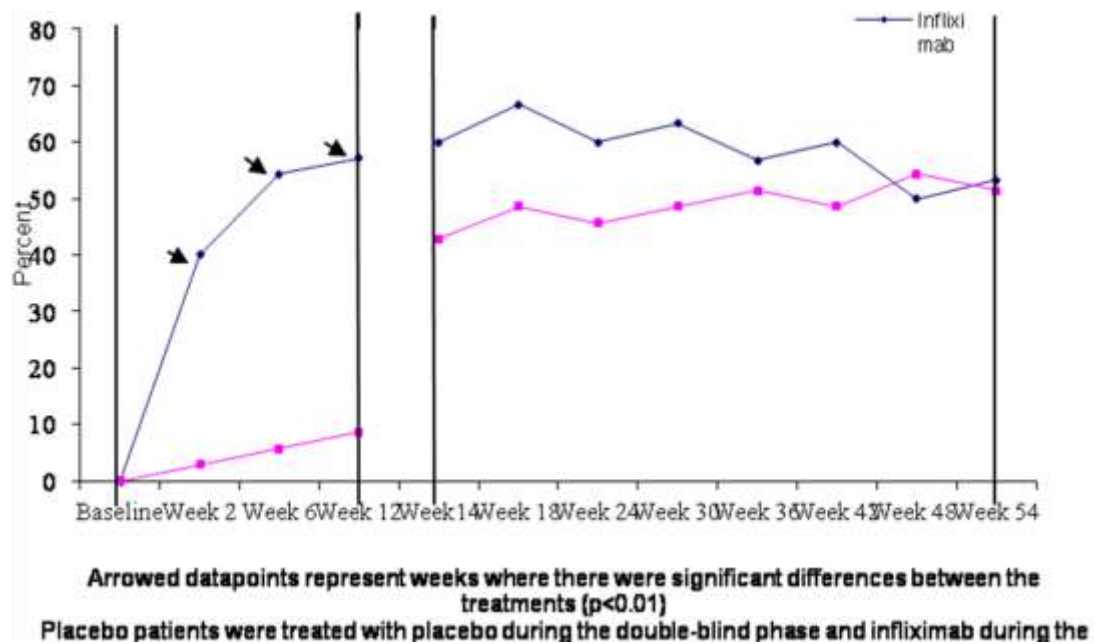 80
Inflixi
mab
70
60
50
40
30
20
10
0
Percent
Baseline Week 2 Week 6 Week 12 Week 14 Week 18 Week 24 Week 30 Week 36 Week 42 Week 48 Week 54
Arrowed datapoints represent weeks where there were significant differences between the
treatments (p<0.01)
Placebo patients were treated with placebo during the double-blind phase and infliximab during the